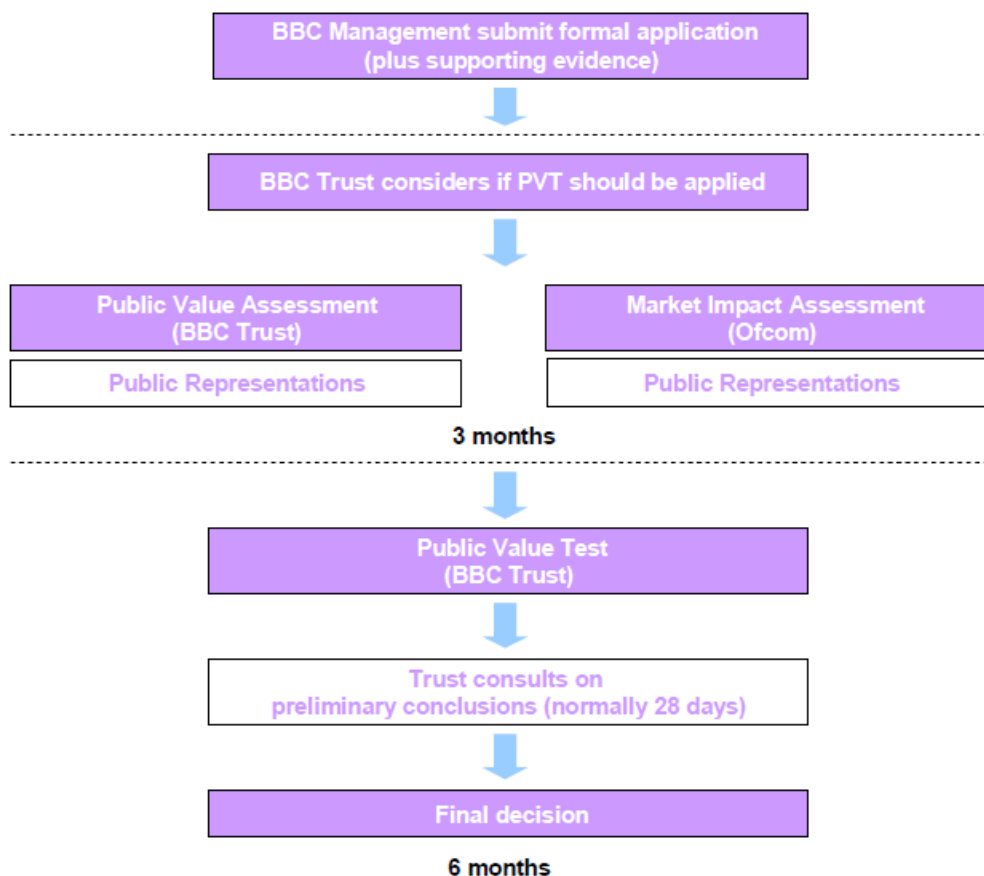 BBC Management submit formal application
(plus supporting evidence)
BBC Trust considers if PVT should be applied
Public Value Assessment
(BBC Trust)
Public Representations
Market Impact Assessment
(Ofcom)
Public Representations
3 months
Public Value Test
(BBC Trust)
Trust consults on
preliminary conclusions (normally 28 days)
Final decision
6 months